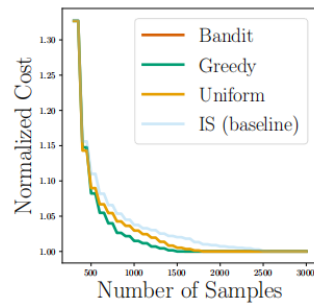 Normalized Cost
1.30
1.25
1.20
1.15
1.10
1.05
1.00
Bandit
Greedy
Uniform
IS (baseline)
500 1000 1500 2000 2500 3000
Number of Samples